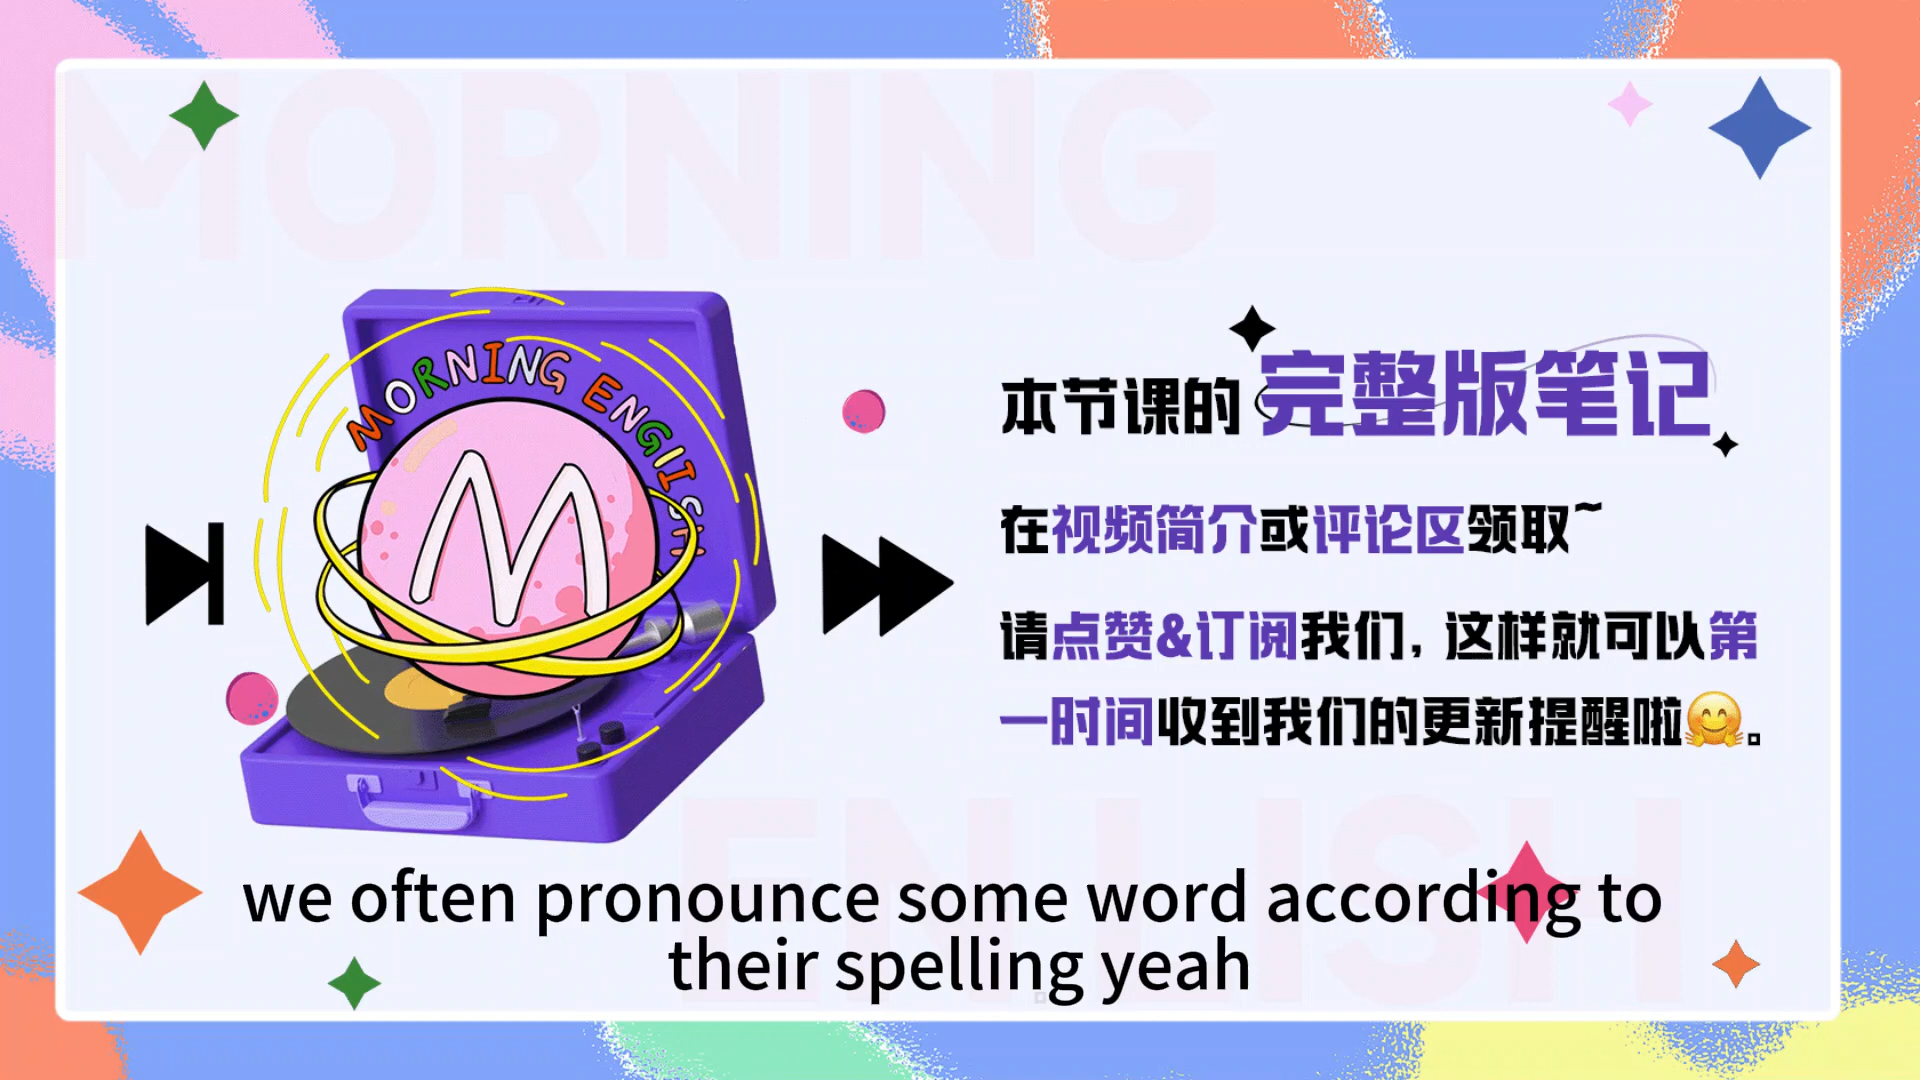 MORNING
MORNING ENGlISH
M
本节课的 完整版笔记
在视频简介或评论区领取~
请点赞&订阅我们, 这样就可以第
一时间收到我们的更新提醒啦🤗。
EN LISH
we often pronounce some word according to
their spelling yeah